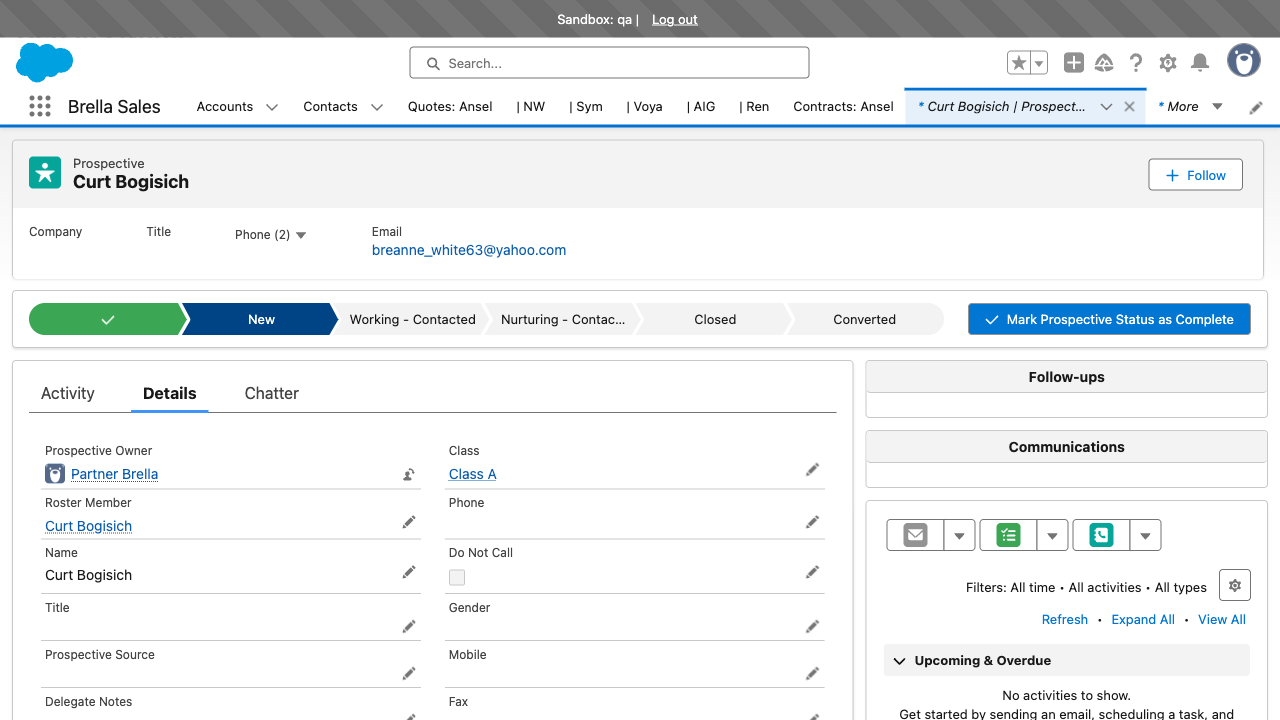 Sandbox: qa | Log out
Search...
Brella Sales
Accounts
Contacts
Quotes: Ansel
| NW
| Sym
| Voya
| AIG
| Ren
Contracts: Ansel
* Curt Bogisich | Prospect...
* More
Prospective
Curt Bogisich
Follow
Company
Title
Phone (2)
Email
breanne_white63@yahoo.com
New
Working - Contacted
Nurturing - Contac...
Closed
Converted
Mark Prospective Status as Complete
Activity
Details
Chatter
Prospective Owner
Partner Brella
Class
Class A
Roster Member
Curt Bogisich
Phone
Name
Curt Bogisich
Do Not Call
Title
Gender
Prospective Source
Mobile
Delegate Notes
Fax
Follow-ups
Communications
Filters: All time • All activities • All types
Refresh • Expand All • View All
Upcoming & Overdue
No activities to show.
Get started by sending an email, scheduling a task, and